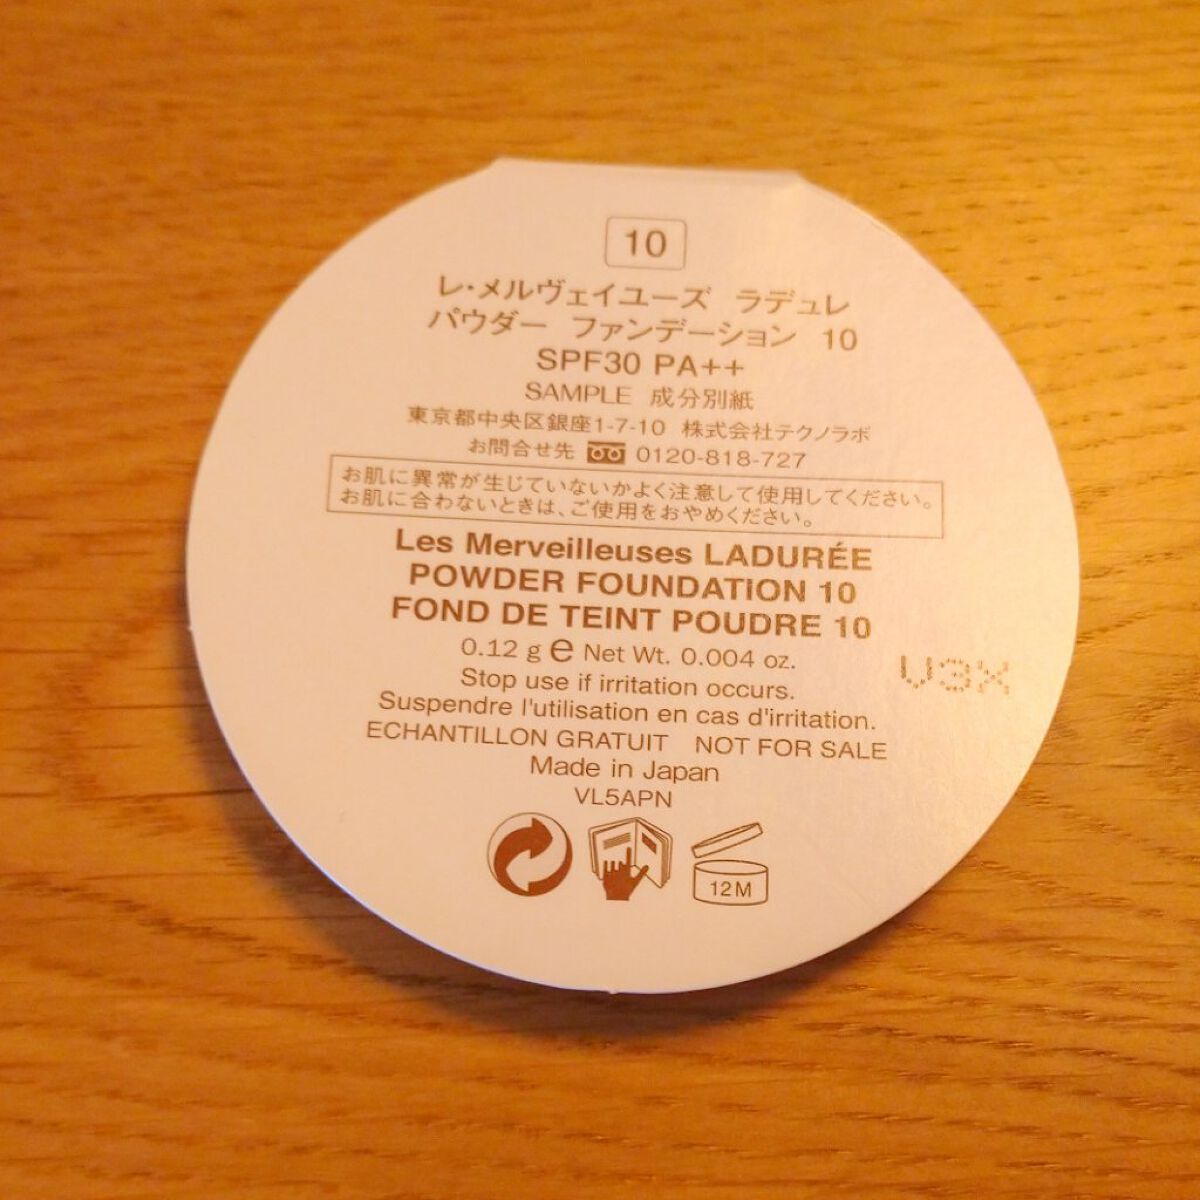 10
レ・メルヴェイユーズ ラデュレ
パウダー ファンデーション 10
SPF30 PA++
SAMPLE 成分別紙
東京都中央区銀座1-7-10 株式会社テクノラボ
お問合せ先 0120-818-727
お肌に異常が生じていないかよく注意して使用してください。
お肌に合わないときは、ご使用をおやめください。
Les Merveilleuses LADURÉE
POWDER FOUNDATION 10
FOND DE TEINT POUDRE 10
0.12 g e Net Wt. 0.004 oz.
Stop use if irritation occurs.
Suspendre l'utilisation en cas d'irritation.
ECHANTILLON GRATUIT NOT FOR SALE
Made in Japan
VL5APN
12M